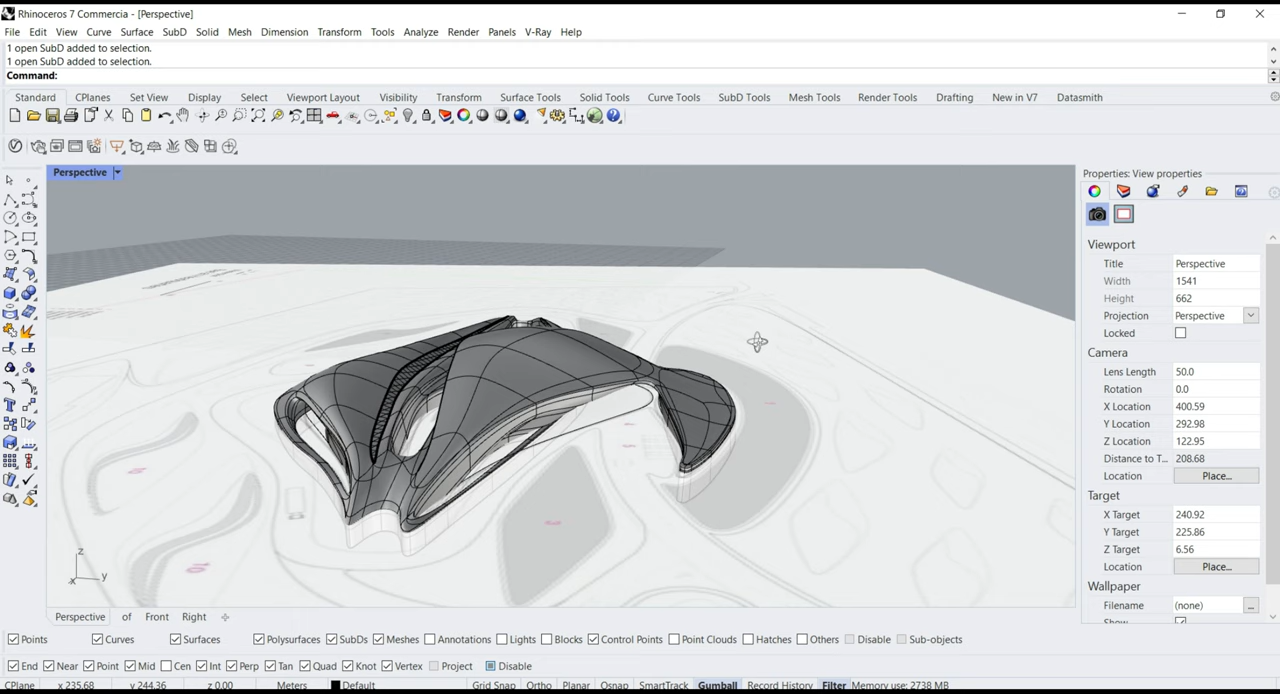 Rhinoceros 7 Commercia - [Perspective]
File Edit View Curve Surface SubD Solid Mesh Dimension Transform Tools Analyze Render Panels V-Ray Help
1 open SubD added to selection.
1 open SubD added to selection.
Command:
Standard CPlanes Set View Display Select Viewport Layout Visibility Transform Surface Tools Solid Tools Curve Tools SubD Tools Mesh Tools Render Tools Drafting New in V7 Datasmith
Perspective
Properties: View properties
Viewport
Title Perspective
Width 1541
Height 662
Projection Perspective
Locked
Camera
Lens Length 50.0
Rotation 0.0
X Location 400.59
Y Location 292.98
Z Location 122.95
Distance to T... 208.68
Location Place...
Target
X Target 240.92
Y Target 225.86
Z Target 6.56
Location Place...
Wallpaper
Filename (none) ...
Show
z
x y
Perspective of Front Right
Points Curves Surfaces Polysurfaces SubDs Meshes Annotations Lights Blocks Control Points Point Clouds Hatches Others Disable Sub-objects
End Near Point Mid Cen Int Perp Tan Quad Knot Vertex Project Disable
CPlane x 235.68 y 244.36 z 0.00 Meters Default Grid Snap Ortho Planar Osnap SmartTrack Gumball Record History Filter Memory use: 2738 MB